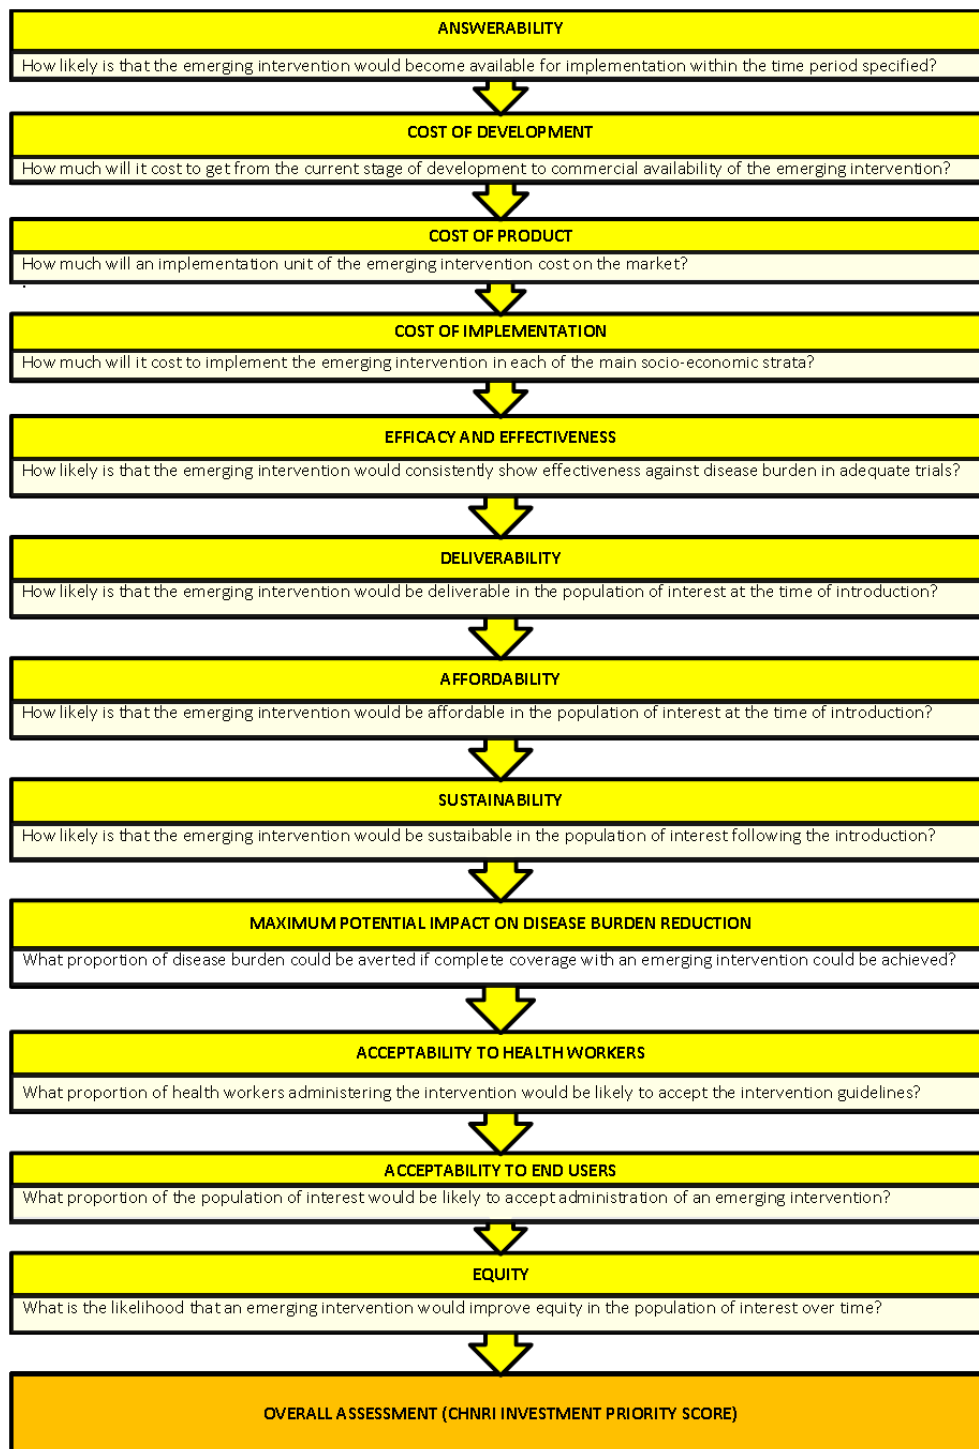 ANSWERABILITY
How likely is that the emerging intervention would become available for implementation within the time period specified?
COST OF DEVELOPMENT
How much will it cost to get from the current stage of development to commercial availability of the emerging intervention?
COST OF PRODUCT
How much will an implementation unit of the emerging intervention cost on the market?
.
COST OF IMPLEMENTATION
How much will it cost to implement the emerging intervention in each of the main socio-economic strata?
EFFICACY AND EFFECTIVENESS
How likely is that the emerging intervention would consistently show effectiveness against disease burden in adequate trials?
DELIVERABILITY
How likely is that the emerging intervention would be deliverable in the population of interest at the time of introduction?
AFFORDABILITY
How likely is that the emerging intervention would be affordable in the population of interest at the time of introduction?
SUSTAINABILITY
How likely is that the emerging intervention would be sustaibable in the population of interest following the introduction?
MAXIMUM POTENTIAL IMPACT ON DISEASE BURDEN REDUCTION
What proportion of disease burden could be averted if complete coverage with an emerging intervention could be achieved?
ACCEPTABILITY TO HEALTH WORKERS
What proportion of health workers administering the intervention would be likely to accept the intervention guidelines?
ACCEPTABILITY TO END USERS
What proportion of the population of interest would be likely to accept administration of an emerging intervention?
EQUITY
What is the likelihood that an emerging intervention would improve equity in the population of interest over time?
OVERALL ASSESSMENT (CHNRI INVESTMENT PRIORITY SCORE)